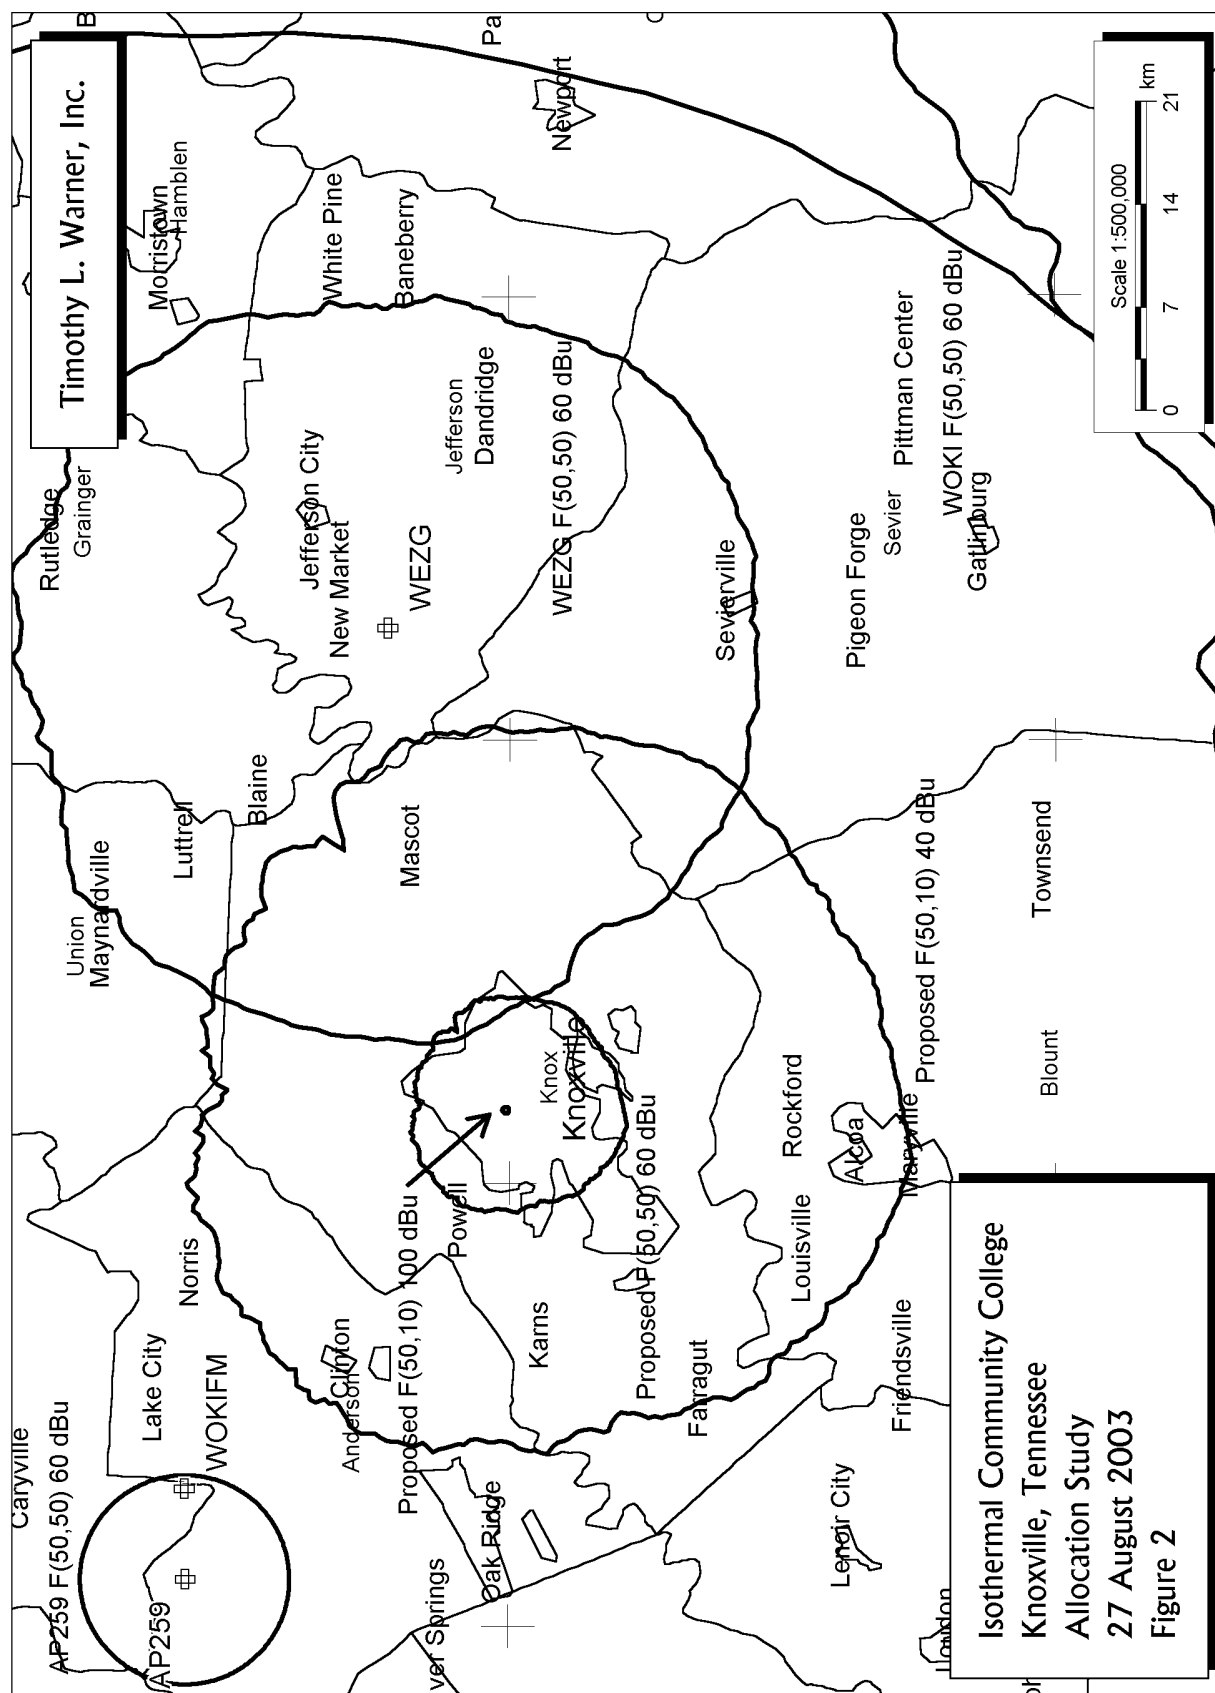 Caryville
AP259 F(50,50) 60 dBu
AP259
Lake City
WOKIFM
Norris
Union
Maynardville
Luttrell
Blaine
Rutledge
Grainger
Timothy L. Warner, Inc.
Morristown
Hamblen
White Pine
Baneberry
Newport
Pa
B
Jefferson City
New Market
WEZG
Jefferson
Dandridge
WEZG F(50,50) 60 dBu
Mascot
Anderson
Clinton
Proposed F(50,10) 100 dBu
Powell
Knox
Knoxville
Karns
Oak Ridge
ver Springs
Proposed F(50,50) 60 dBu
Farragut
Sevierville
Rockford
Louisville
Alcoa
Maryville
Friendsville
Lenoir City
Loudon
Proposed F(50,10) 40 dBu
Pigeon Forge
Sevier
Pittman Center
WOKI F(50,50) 60 dBu
Gatlinburg
Townsend
Blount
Isothermal Community College
Knoxville, Tennessee
Allocation Study
27 August 2003
Figure 2
Scale 1:500,000
0 7 14 21 km